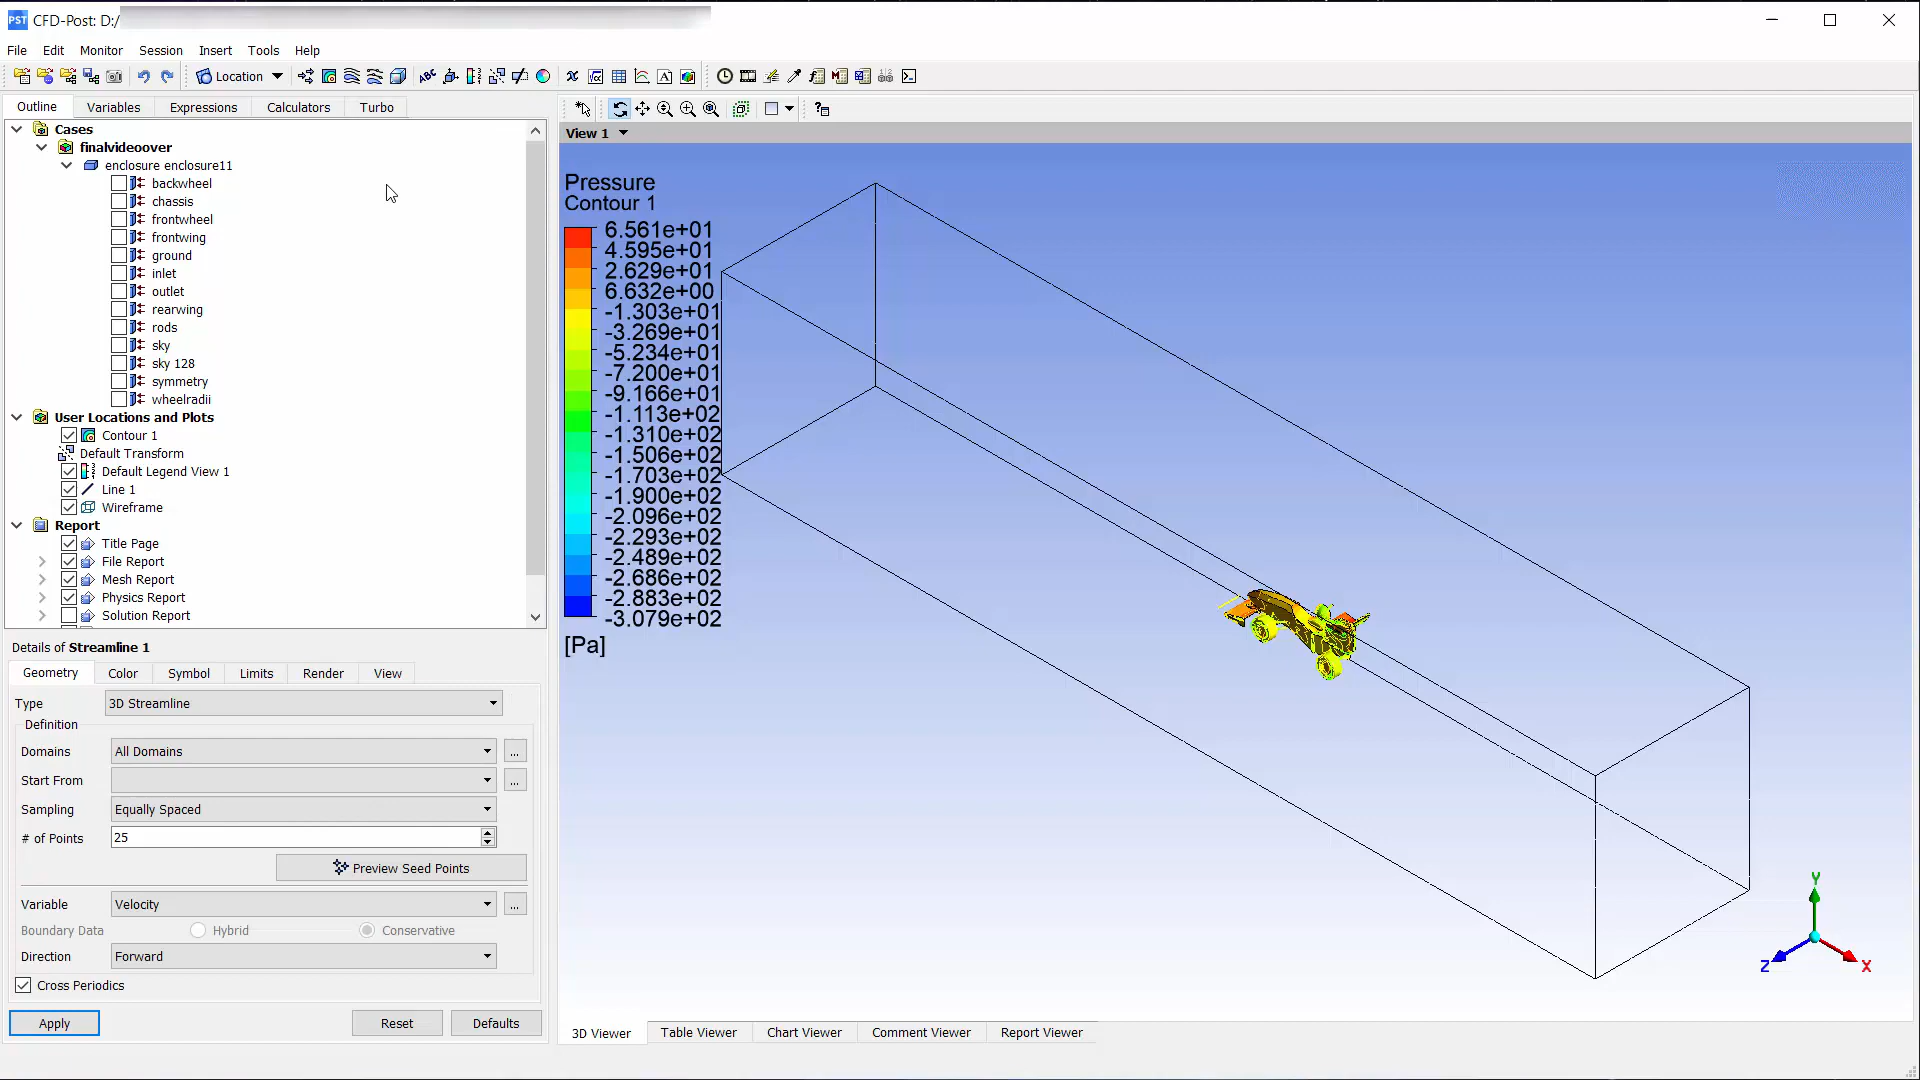 PST CFD-Post: D:/
File Edit Monitor Session Insert Tools Help
Location
Outline Variables Expressions Calculators Turbo
Cases
finalvideoover
enclosure enclosure11
backwheel
chassis
frontwheel
frontwing
ground
inlet
outlet
rearwing
rods
sky
sky 128
symmetry
wheelradii
User Locations and Plots
Contour 1
Default Transform
Default Legend View 1
Line 1
Wireframe
Report
Title Page
File Report
Mesh Report
Physics Report
Solution Report
Details of Streamline 1
Geometry Color Symbol Limits Render View
Type 3D Streamline
Definition
Domains All Domains ...
Start From ...
Sampling Equally Spaced
# of Points 25
Preview Seed Points
Variable Velocity ...
Boundary Data Hybrid Conservative
Direction Forward
Cross Periodics
Apply Reset Defaults
View 1
Pressure
Contour 1
6.561e+01
4.595e+01
2.629e+01
6.632e+00
-1.303e+01
-3.269e+01
-5.234e+01
-7.200e+01
-9.166e+01
-1.113e+02
-1.310e+02
-1.506e+02
-1.703e+02
-1.900e+02
-2.096e+02
-2.293e+02
-2.489e+02
-2.686e+02
-2.883e+02
-3.079e+02
[Pa]
Y
Z X
3D Viewer Table Viewer Chart Viewer Comment Viewer Report Viewer